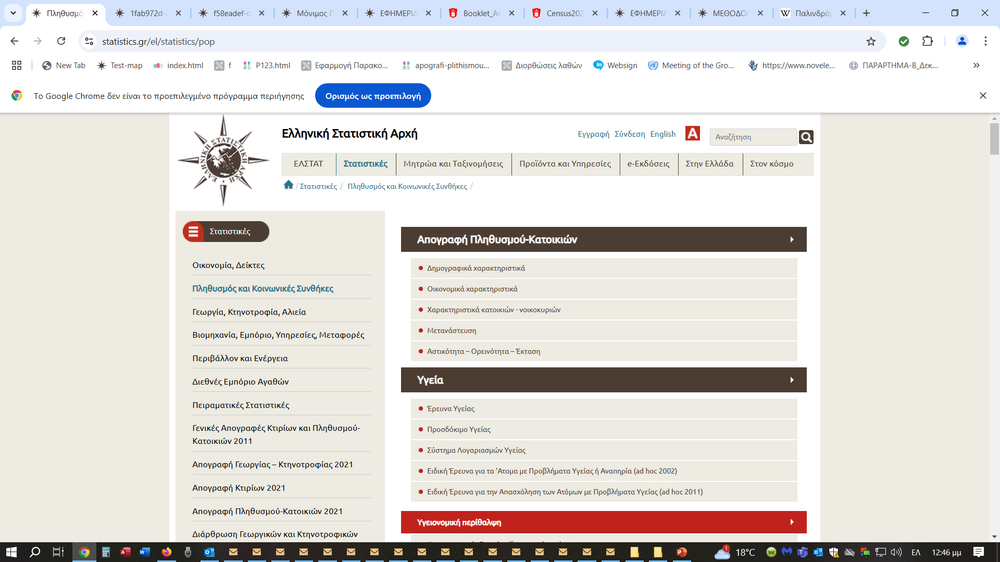 Πληθυσμό
1fab972d-
f58eadef-d
Μόνιμος Π
ΕΦΗΜΕΡΙΔ
Booklet_Ατ
Census202
ΕΦΗΜΕΡΙΔ
ΜΕΘΟΔΟΛ
Παλινδρό
statistics.gr/el/statistics/pop
New Tab
Test-map
index.html
f
P123.html
Εφαρμογή Παρακο...
apografi-plithismou...
Διορθώσεις λαθών
Websign
Meeting of the Gro...
https://www.novele...
ΠΑΡΑΡΤΗΜΑ-Β_Δεκ...
Το Google Chrome δεν είναι το προεπιλεγμένο πρόγραμμα περιήγησης
Ορισμός ως προεπιλογή
ΕΛΛΗΝΙΚΗ ΣΤΑΤΙΣΤΙΚΗ ΑΡΧΗ
Ελληνική Στατιστική Αρχή
Εγγραφή Σύνδεση English
A
Αναζήτηση
ΕΛΣΤΑΤ
Στατιστικές
Μητρώα και Ταξινομήσεις
Προϊόντα και Υπηρεσίες
e-Εκδόσεις
Στην Ελλάδα
Στον κόσμο
/ Στατιστικές / Πληθυσμός και Κοινωνικές Συνθήκες /
Στατιστικές
Οικονομία, Δείκτες
Πληθυσμός και Κοινωνικές Συνθήκες
Γεωργία, Κτηνοτροφία, Αλιεία
Βιομηχανία, Εμπόριο, Υπηρεσίες, Μεταφορές
Περιβάλλον και Ενέργεια
Διεθνές Εμπόριο Αγαθών
Πειραματικές Στατιστικές
Γενικές Απογραφές Κτιρίων και Πληθυσμού-
Κατοικιών 2011
Απογραφή Γεωργίας – Κτηνοτροφίας 2021
Απογραφή Κτιρίων 2021
Απογραφή Πληθυσμού-Κατοικιών 2021
Διάρθρωση Γεωργικών και Κτηνοτροφικών
Απογραφή Πληθυσμού-Κατοικιών
Δημογραφικά χαρακτηριστικά
Οικονομικά χαρακτηριστικά
Χαρακτηριστικά κατοικιών - νοικοκυριών
Μετανάστευση
Αστικότητα – Ορεινότητα – Έκταση
Υγεία
Έρευνα Υγείας
Προσδόκιμο Υγείας
Σύστημα Λογαριασμών Υγείας
Ειδική Έρευνα για τα 'Ατομα με Προβλήματα Υγείας ή Αναπηρία (ad hoc 2002)
Ειδική Έρευνα για την Απασχόληση των Ατόμων με Προβλήματα Υγείας (ad hoc 2011)
Υγειονομική περίθαλψη
1
18°C
ΕΛ
12:46 μμ